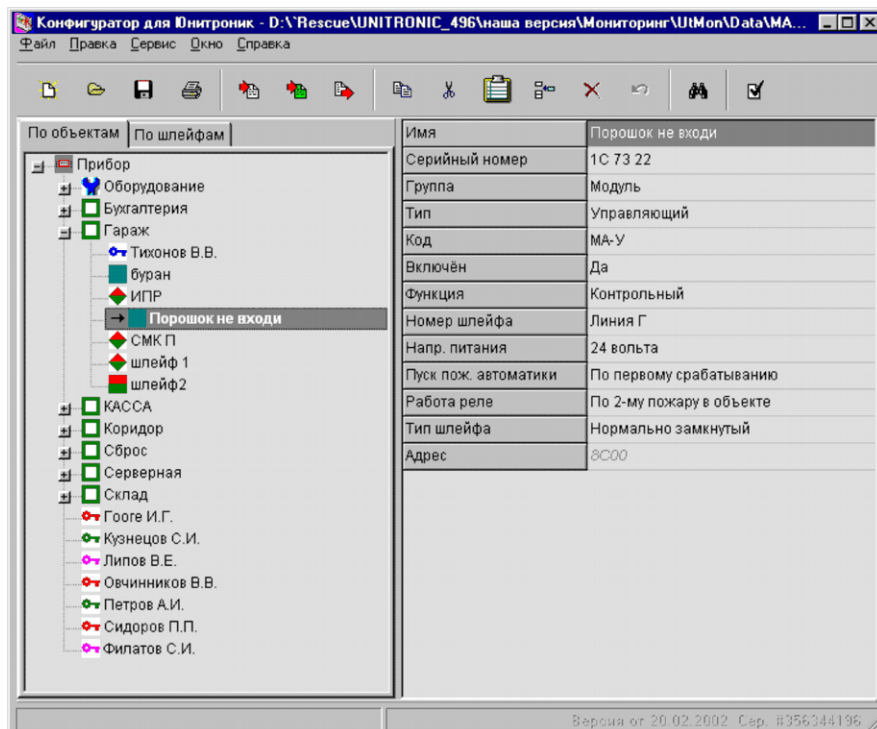 Конфигуратор для Юнитроник - D:\`Rescue\UNITRONIC_496\наша версия\Мониторинг\UtMon\Data\MA...
Файл Правка Сервис Окно Справка
По объектам По шлейфам
Прибор
Оборудование
Бухгалтерия
Гараж
Тихонов В.В.
буран
ИПР
Порошок не входи
СМК П
шлейф 1
шлейф2
КАССА
Коридор
Сброс
Серверная
Склад
Гооге И.Г.
Кузнецов С.И.
Липов В.Е.
Овчинников В.В.
Петров А.И.
Сидоров П.П.
Филатов С.И.
Имя Порошок не входи
Серийный номер 1C 73 22
Группа Модуль
Тип Управляющий
Код МА-У
Включён Да
Функция Контрольный
Номер шлейфа Линия Г
Напр. питания 24 вольта
Пуск пож. автоматики По первому срабатыванию
Работа реле По 2-му пожару в объекте
Тип шлейфа Нормально замкнутый
Адрес 8C00
Версия от 20.02.2002 Сер. #356344196